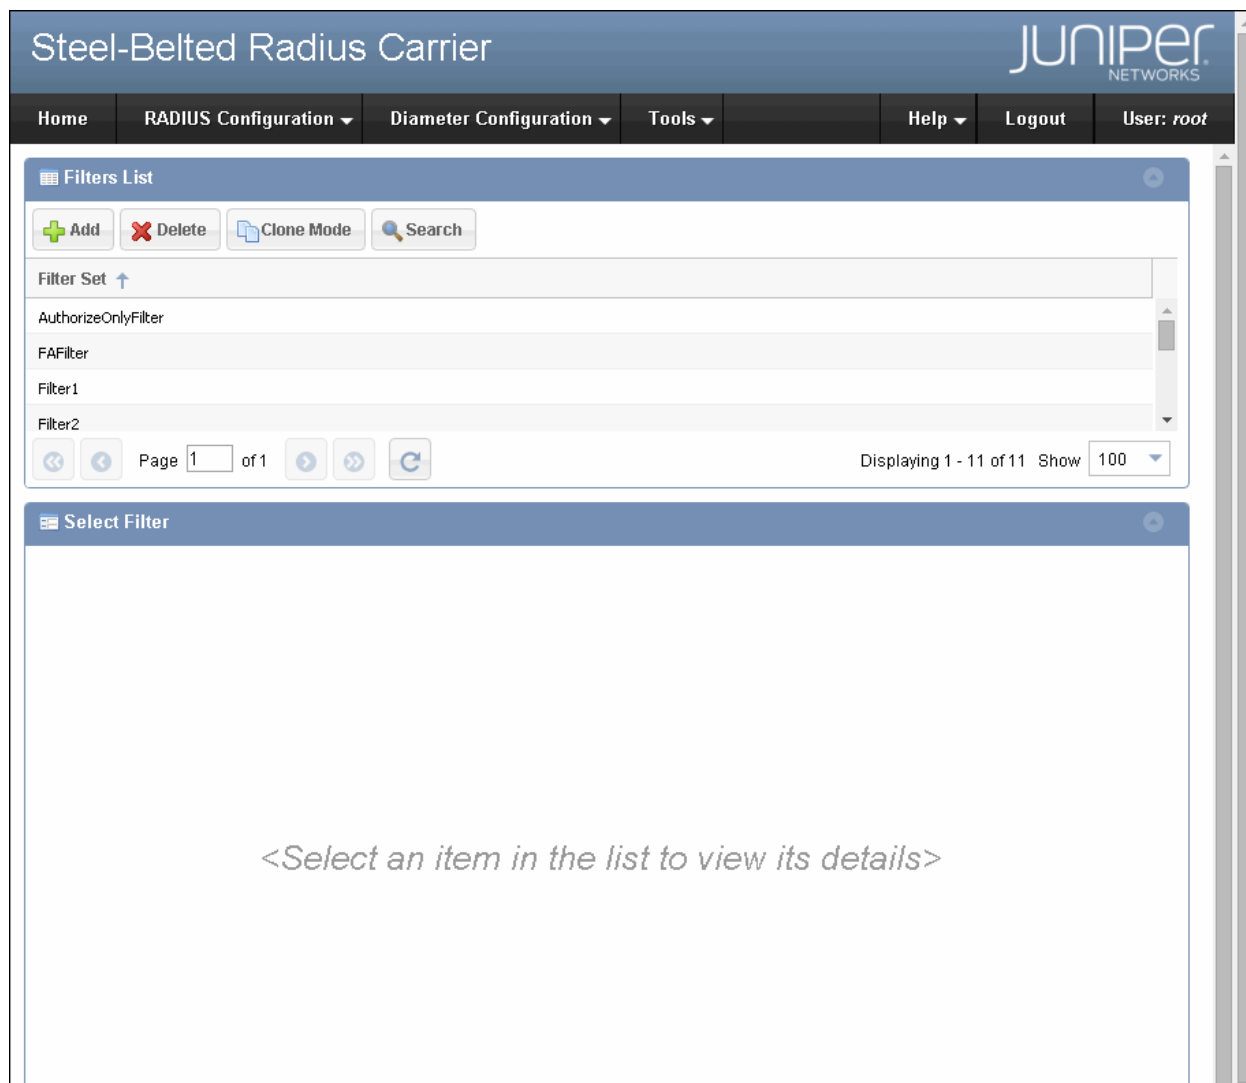 Steel-Belted Radius Carrier
JUNIPER
NETWORKS
Home RADIUS Configuration Diameter Configuration Tools Help Logout User: root
Filters List
Add Delete Clone Mode Search
Filter Set
AuthorizeOnlyFilter
FAFilter
Filter1
Filter2
Page 1 of 1 Displaying 1 - 11 of 11 Show 100
Select Filter
<Select an item in the list to view its details>